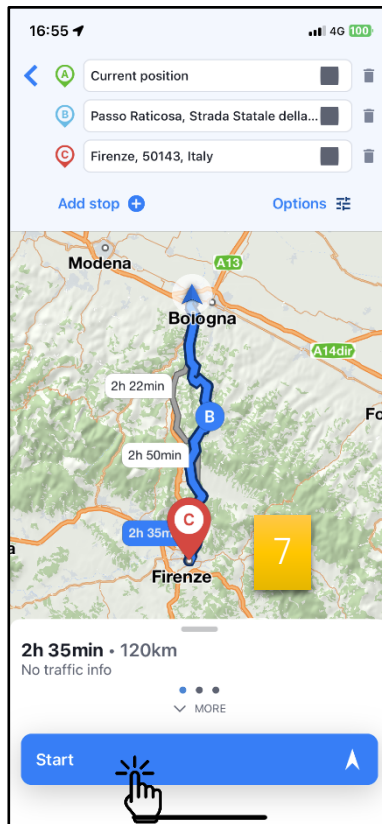 16:55
4G 100
A
Current position
B
Passo Raticosa, Strada Statale della...
C
Firenze, 50143, Italy
Add stop
Options
Modena
A13
Bologna
A14dir
2h 22min
B
Fo
2h 50min
C
2h 35m
7
Firenze
2h 35min • 120km
No traffic info
MORE
Start